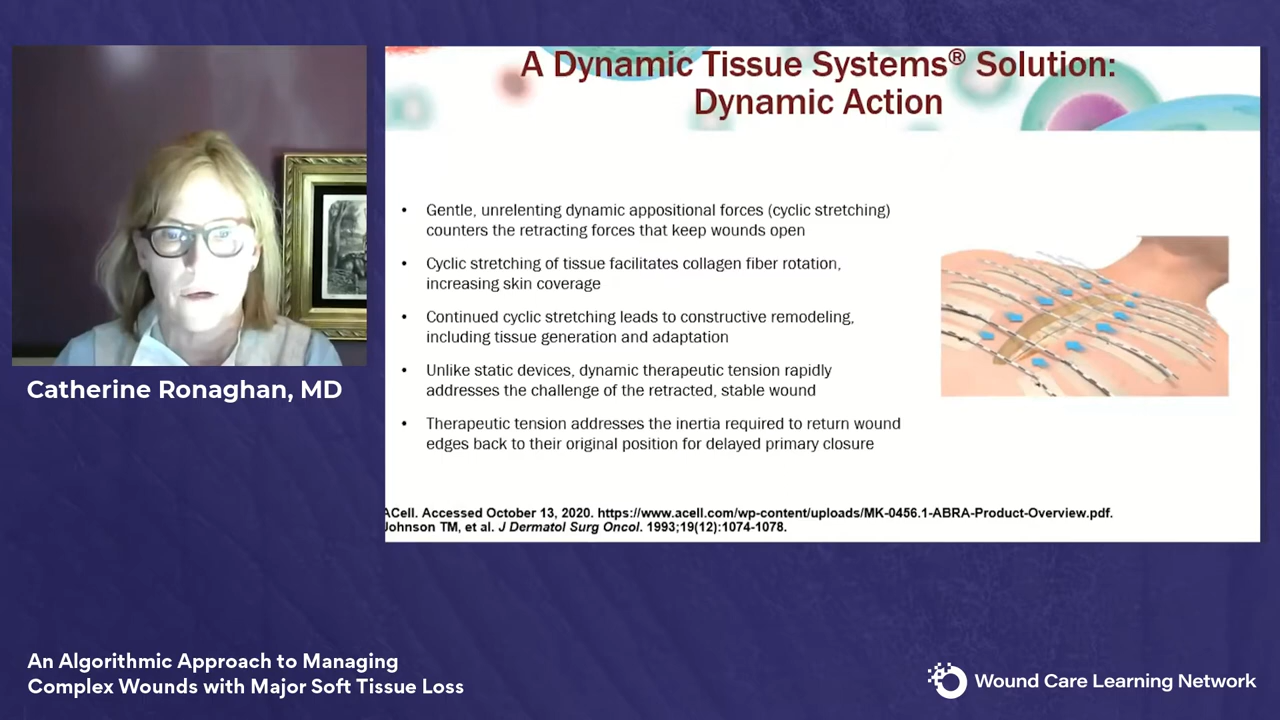 A Dynamic Tissue Systems® Solution:
Dynamic Action
• Gentle, unrelenting dynamic appositional forces (cyclic stretching)
counters the retracting forces that keep wounds open
• Cyclic stretching of tissue facilitates collagen fiber rotation,
increasing skin coverage
• Continued cyclic stretching leads to constructive remodeling,
including tissue generation and adaptation
• Unlike static devices, dynamic therapeutic tension rapidly
addresses the challenge of the retracted, stable wound
• Therapeutic tension addresses the inertia required to return wound
edges back to their original position for delayed primary closure
ACell. Accessed October 13, 2020. https://www.acell.com/wp-content/uploads/MK-0456.1-ABRA-Product-Overview.pdf.
Johnson TM, et al. J Dermatol Surg Oncol. 1993;19(12):1074-1078.
Catherine Ronaghan, MD
An Algorithmic Approach to Managing
Complex Wounds with Major Soft Tissue Loss
Wound Care Learning Network